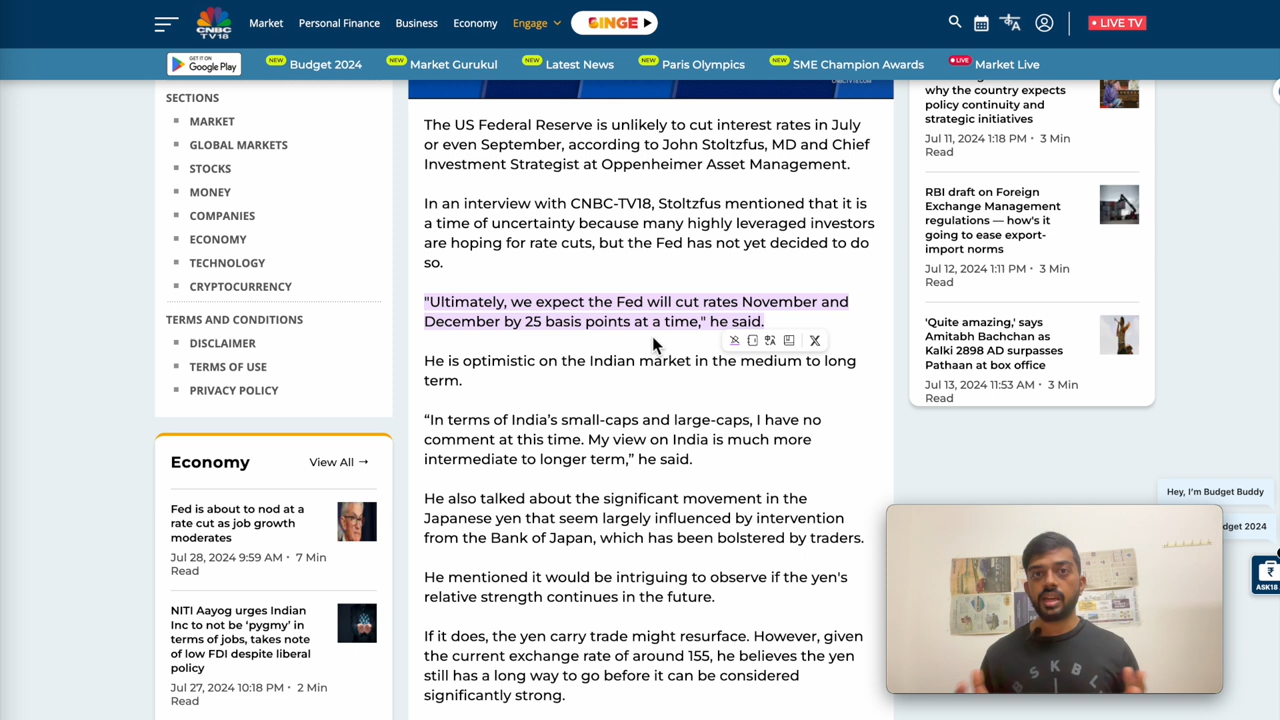 CNBC
TV18
Market
Personal Finance
Business
Economy
Engage
BINGE
LIVE TV
GET IT ON
Google Play
NEW
Budget 2024
NEW
Market Gurukul
NEW
Latest News
NEW
Paris Olympics
NEW
SME Champion Awards
LIVE
Market Live
SECTIONS
MARKET
GLOBAL MARKETS
STOCKS
MONEY
COMPANIES
ECONOMY
TECHNOLOGY
CRYPTOCURRENCY
TERMS AND CONDITIONS
DISCLAIMER
TERMS OF USE
PRIVACY POLICY
Economy
View All →
Fed is about to nod at a
rate cut as job growth
moderates
Jul 28, 2024 9:59 AM · 7 Min
Read
NITI Aayog urges Indian
Inc to not be ‘pygmy’ in
terms of jobs, takes note
of low FDI despite liberal
policy
Jul 27, 2024 10:18 PM · 2 Min
Read
CNBCTV18.COM
The US Federal Reserve is unlikely to cut interest rates in July
or even September, according to John Stoltzfus, MD and Chief
Investment Strategist at Oppenheimer Asset Management.
In an interview with CNBC-TV18, Stoltzfus mentioned that it is
a time of uncertainty because many highly leveraged investors
are hoping for rate cuts, but the Fed has not yet decided to do
so.
"Ultimately, we expect the Fed will cut rates November and
December by 25 basis points at a time," he said.
He is optimistic on the Indian market in the medium to long
term.
“In terms of India’s small-caps and large-caps, I have no
comment at this time. My view on India is much more
intermediate to longer term,” he said.
He also talked about the significant movement in the
Japanese yen that seem largely influenced by intervention
from the Bank of Japan, which has been bolstered by traders.
He mentioned it would be intriguing to observe if the yen's
relative strength continues in the future.
If it does, the yen carry trade might resurface. However, given
the current exchange rate of around 155, he believes the yen
still has a long way to go before it can be considered
significantly strong.
why the country expects
policy continuity and
strategic initiatives
Jul 11, 2024 1:18 PM · 3 Min
Read
RBI draft on Foreign
Exchange Management
regulations — how's it
going to ease export-
import norms
Jul 12, 2024 1:11 PM · 3 Min
Read
'Quite amazing,' says
Amitabh Bachchan as
Kalki 2898 AD surpasses
Pathaan at box office
Jul 13, 2024 11:53 AM · 3 Min
Read
Hey, I’m Budget Buddy
dget 2024
ASK18
BSKBL